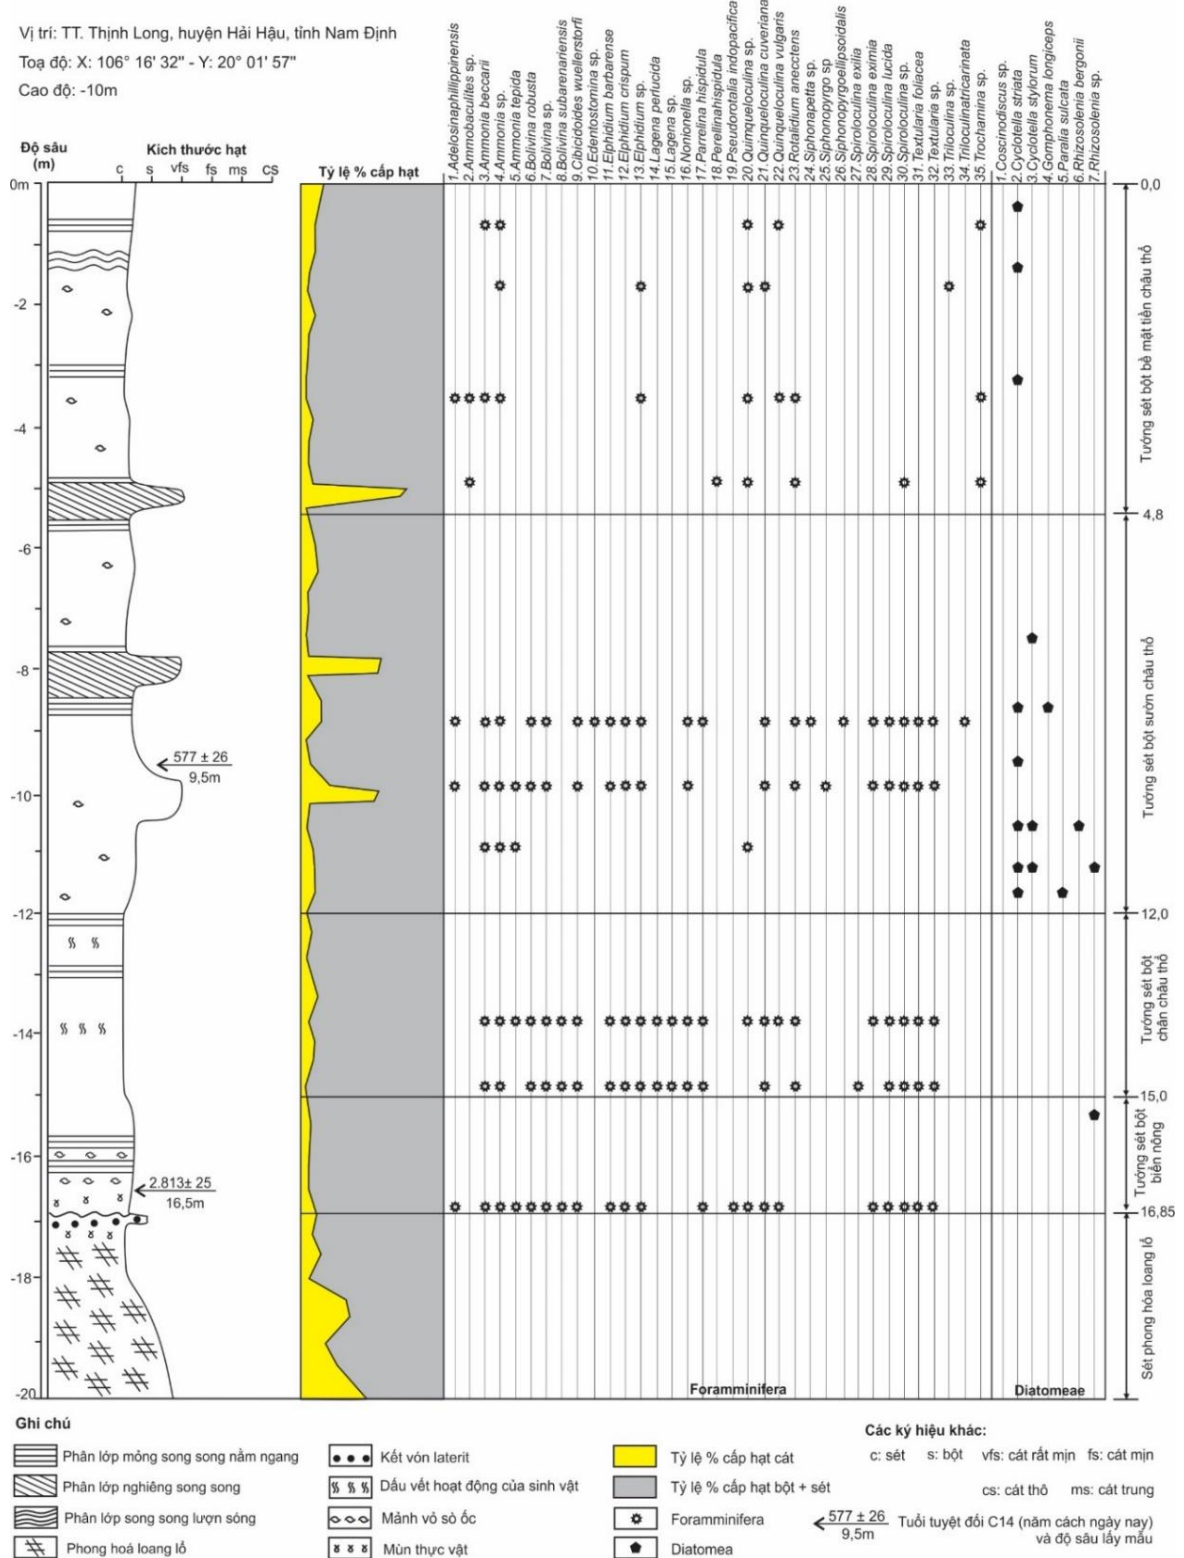 Vị trí: TT. Thịnh Long, huyện Hải Hậu, tỉnh Nam Định
Toạ độ: X: 106° 16' 32" - Y: 20° 01' 57"
Cao độ: -10m
Độ sâu
(m)
Kích thước hạt
c s vfs fs ms CS
Tỷ lệ % cấp hạt
1.Adelosinaphillippinensis
2.Ammobaculites sp.
3.Ammonia beccarii
4.Ammonia sp.
5.Ammonia tepida
6.Bolivina robusta
7.Bolivina sp.
8.Bolivina subarenariensis
9.Cibicidoides wuellerstorfi
10.Edentostomina sp.
11.Elphidium barbarense
12.Elphidium crispum
13.Elphidium sp.
14.Lagena perlucida
15.Lagena sp.
16.Nonionella sp.
17.Parrelina hispidula
18.Perellinahispidula
19.Pseudorotalia indopacifica
20.Quimqueloculina sp.
21.Quinqueloculina cuveriana
22.Quinqueloculina vulgaris
23.Rotalidium anecctens
24.Siphonapetta sp.
25.Siphonopyrgo sp
26.Siphonopyrgoellipsoidalis
27.Spiroloculina exilia
28.Spiroloculina eximia
29.Spiroloculina lucida
30.Spiroloculina sp.
31.Textularia foliacea
32.Textularia sp.
33.Triloculina sp.
34.Triloculinatricarinata
35.Trochamina sp.
1.Coscinodiscus sp.
2.Cyclotella striata
3.Cyclotella stylorum
4.Gomphonema longiceps
5.Paralia sulcata
6.Rhizosolenia bergonii
7.Rhizosolenia sp.
0m
-2
-4
-6
-8
-10
-12
-14
-16
-18
-20
577 ± 26
9,5m
2.813± 25
16,5m
0,0
Tướng sét bột bề mặt tiền châu thổ
4,8
Tướng sét bột sườn châu thổ
12,0
Tướng sét bột
chân châu thổ
15,0
Tướng sét bột
biển nông
16,85
Sét phong hóa loang lổ
Foramminifera
Diatomeae
Ghi chú
Phân lớp mỏng song song nằm ngang
Phân lớp nghiêng song song
Phân lớp song song lượn sóng
Phong hoá loang lổ
Kết vón laterit
Dấu vết hoạt động của sinh vật
Mảnh vỏ sò ốc
Mùn thực vật
Tỷ lệ % cấp hạt cát
Tỷ lệ % cấp hạt bột + sét
Foramminifera
Diatomea
Các ký hiệu khác:
c: sét s: bột vfs: cát rất mịn fs: cát mịn
cs: cát thô ms: cát trung
577 ± 26
9,5m
Tuổi tuyệt đối C14 (năm cách ngày nay)
và độ sâu lấy mẫu